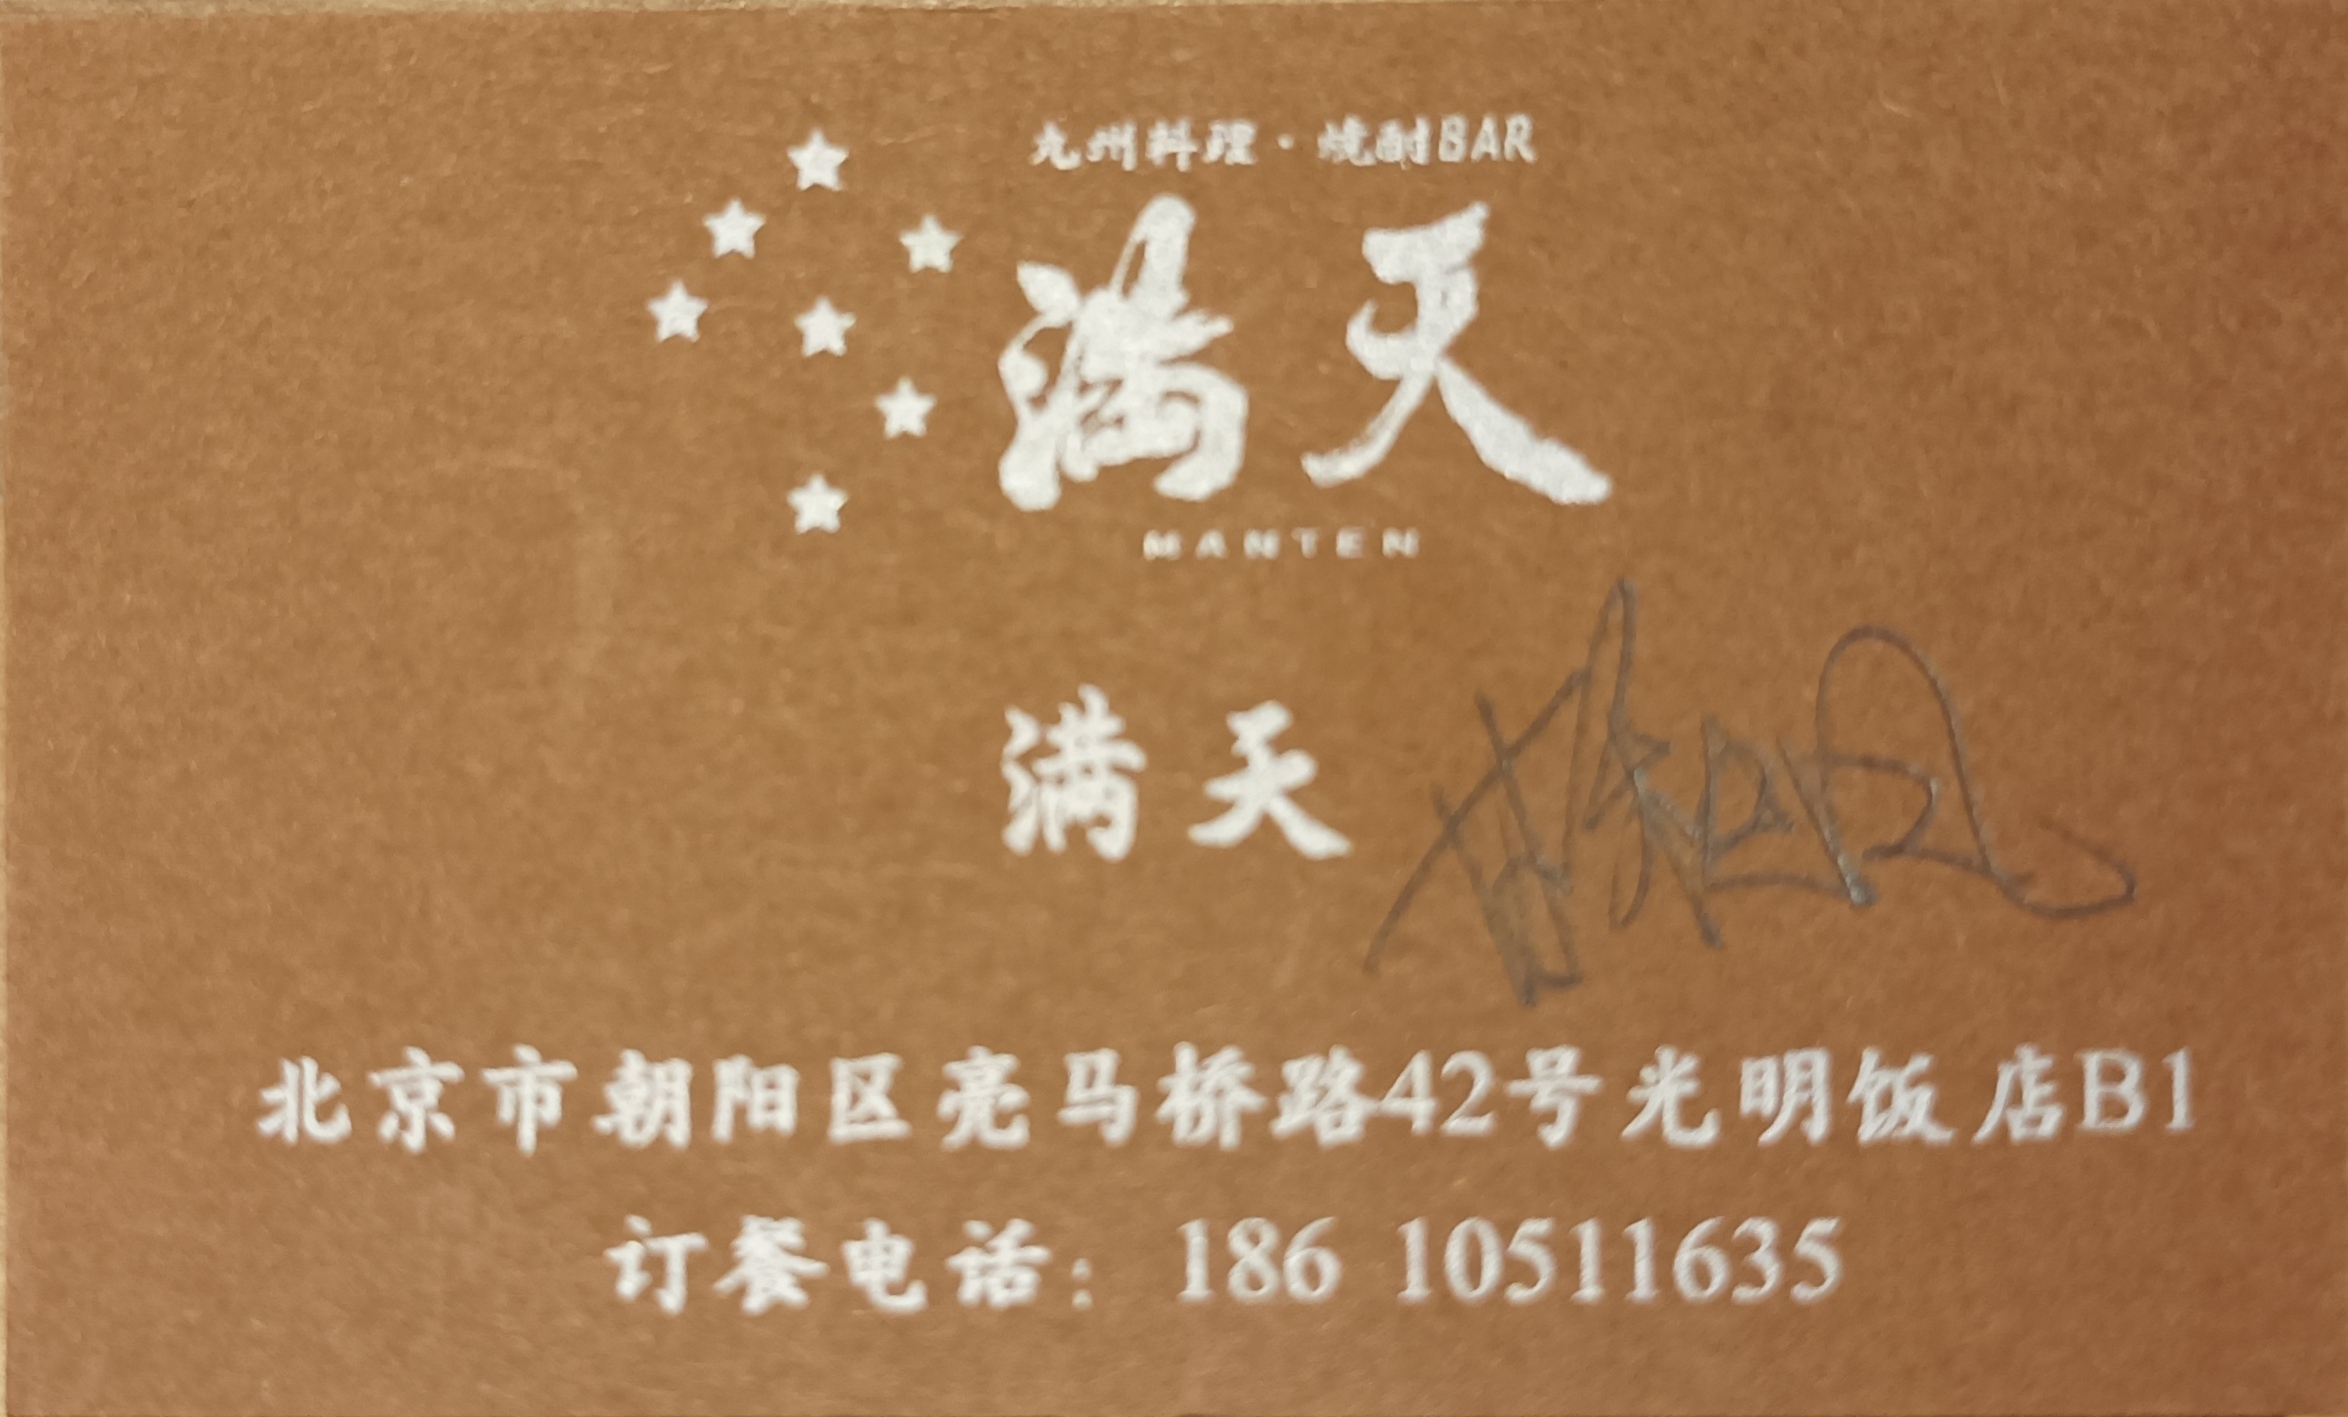 九州料理·焼酎BAR
满天
MANTEN
满天
北京市朝阳区亮马桥路42号光明饭店B1
订餐电话：186 10511635